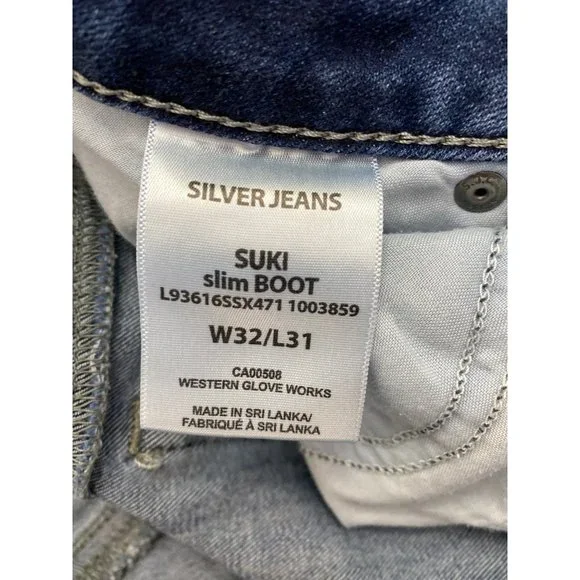 SILVER JEANS
SUKI
slim BOOT
L93616SSX471 1003859
W32/L31
CA00508
WESTERN GLOVE WORKS
MADE IN SRI LANKA/
FABRIQUÉ À SRI LANKA